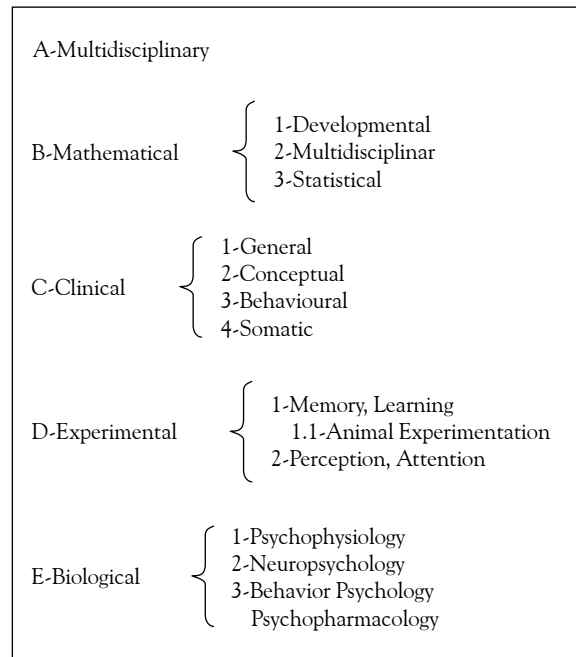 A-Multidisciplinary
B-Mathematical
1-Developmental
2-Multidisciplinar
3-Statistical
C-Clinical
1-General
2-Conceptual
3-Behavioural
4-Somatic
D-Experimental
1-Memory, Learning
1.1-Animal Experimentation
2-Perception, Attention
E-Biological
1-Psychophysiology
2-Neuropsychology
3-Behavior Psychology
Psychopharmacology